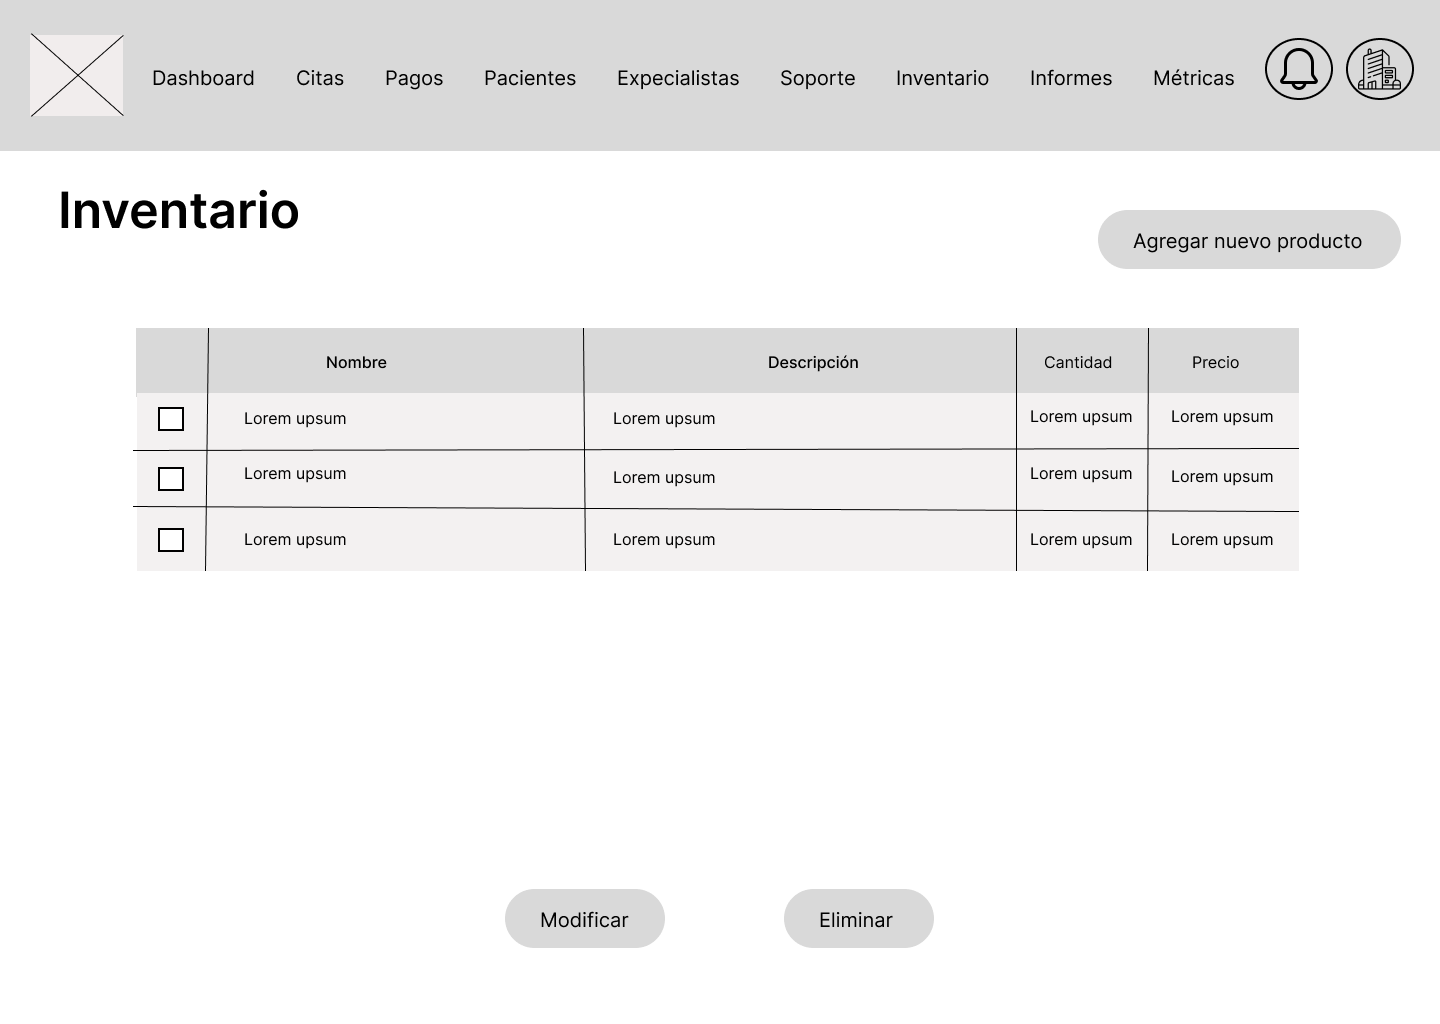 Dashboard Citas Pagos Pacientes Expecialistas Soporte Inventario Informes Métricas
Inventario
Agregar nuevo producto
Nombre Descripción Cantidad Precio
Lorem upsum Lorem upsum Lorem upsum Lorem upsum
Lorem upsum Lorem upsum Lorem upsum Lorem upsum
Lorem upsum Lorem upsum Lorem upsum Lorem upsum
Modificar Eliminar